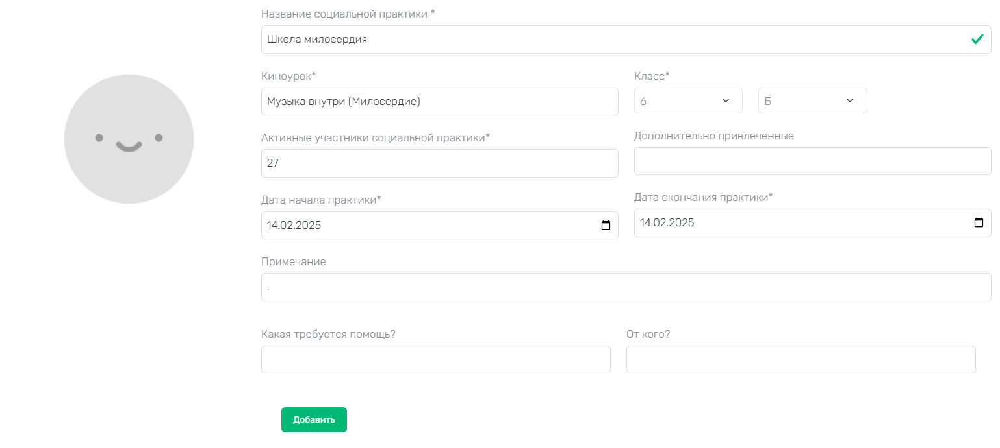 Название социальной практики *
Школа милосердия
Киноурок*
Класс*
Музыка внутри (Милосердие)
6
Б
Активные участники социальной практики*
Дополнительно привлеченные
27
Дата начала практики*
Дата окончания практики*
14.02.2025
14.02.2025
Примечание
.
Какая требуется помощь?
От кого?
Добавить